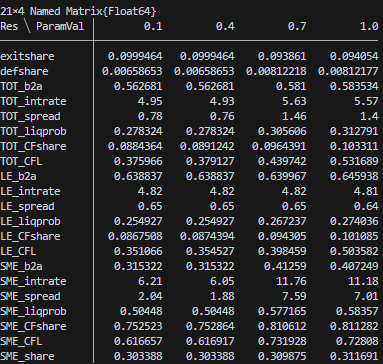 21×4 Named Matrix{Float64}
Res ╲ ParamVal │ 0.1 0.4 0.7 1.0
exitshare 0.0999464 0.0999464 0.093861 0.094054
defshare 0.00658653 0.00658653 0.00812218 0.00812177
TOT_b2a 0.562681 0.562681 0.581 0.583534
TOT_intrate 4.95 4.93 5.63 5.57
TOT_spread 0.78 0.76 1.46 1.4
TOT_liqprob 0.278324 0.278324 0.305606 0.312791
TOT_CFshare 0.0884364 0.0891242 0.0964391 0.103311
TOT_CFL 0.375966 0.379127 0.439742 0.531689
LE_b2a 0.638837 0.638837 0.639967 0.645938
LE_intrate 4.82 4.82 4.82 4.81
LE_spread 0.65 0.65 0.65 0.64
LE_liqprob 0.254927 0.254927 0.267237 0.274036
LE_CFshare 0.0867508 0.0874394 0.094305 0.101085
LE_CFL 0.351066 0.354527 0.398459 0.503582
SME_b2a 0.315322 0.315322 0.41259 0.407249
SME_intrate 6.21 6.05 11.76 11.18
SME_spread 2.04 1.88 7.59 7.01
SME_liqprob 0.50448 0.50448 0.577165 0.58357
SME_CFshare 0.752523 0.752864 0.810612 0.811282
SME_CFL 0.616657 0.616917 0.731928 0.72808
SME_share 0.303388 0.303388 0.309875 0.311691